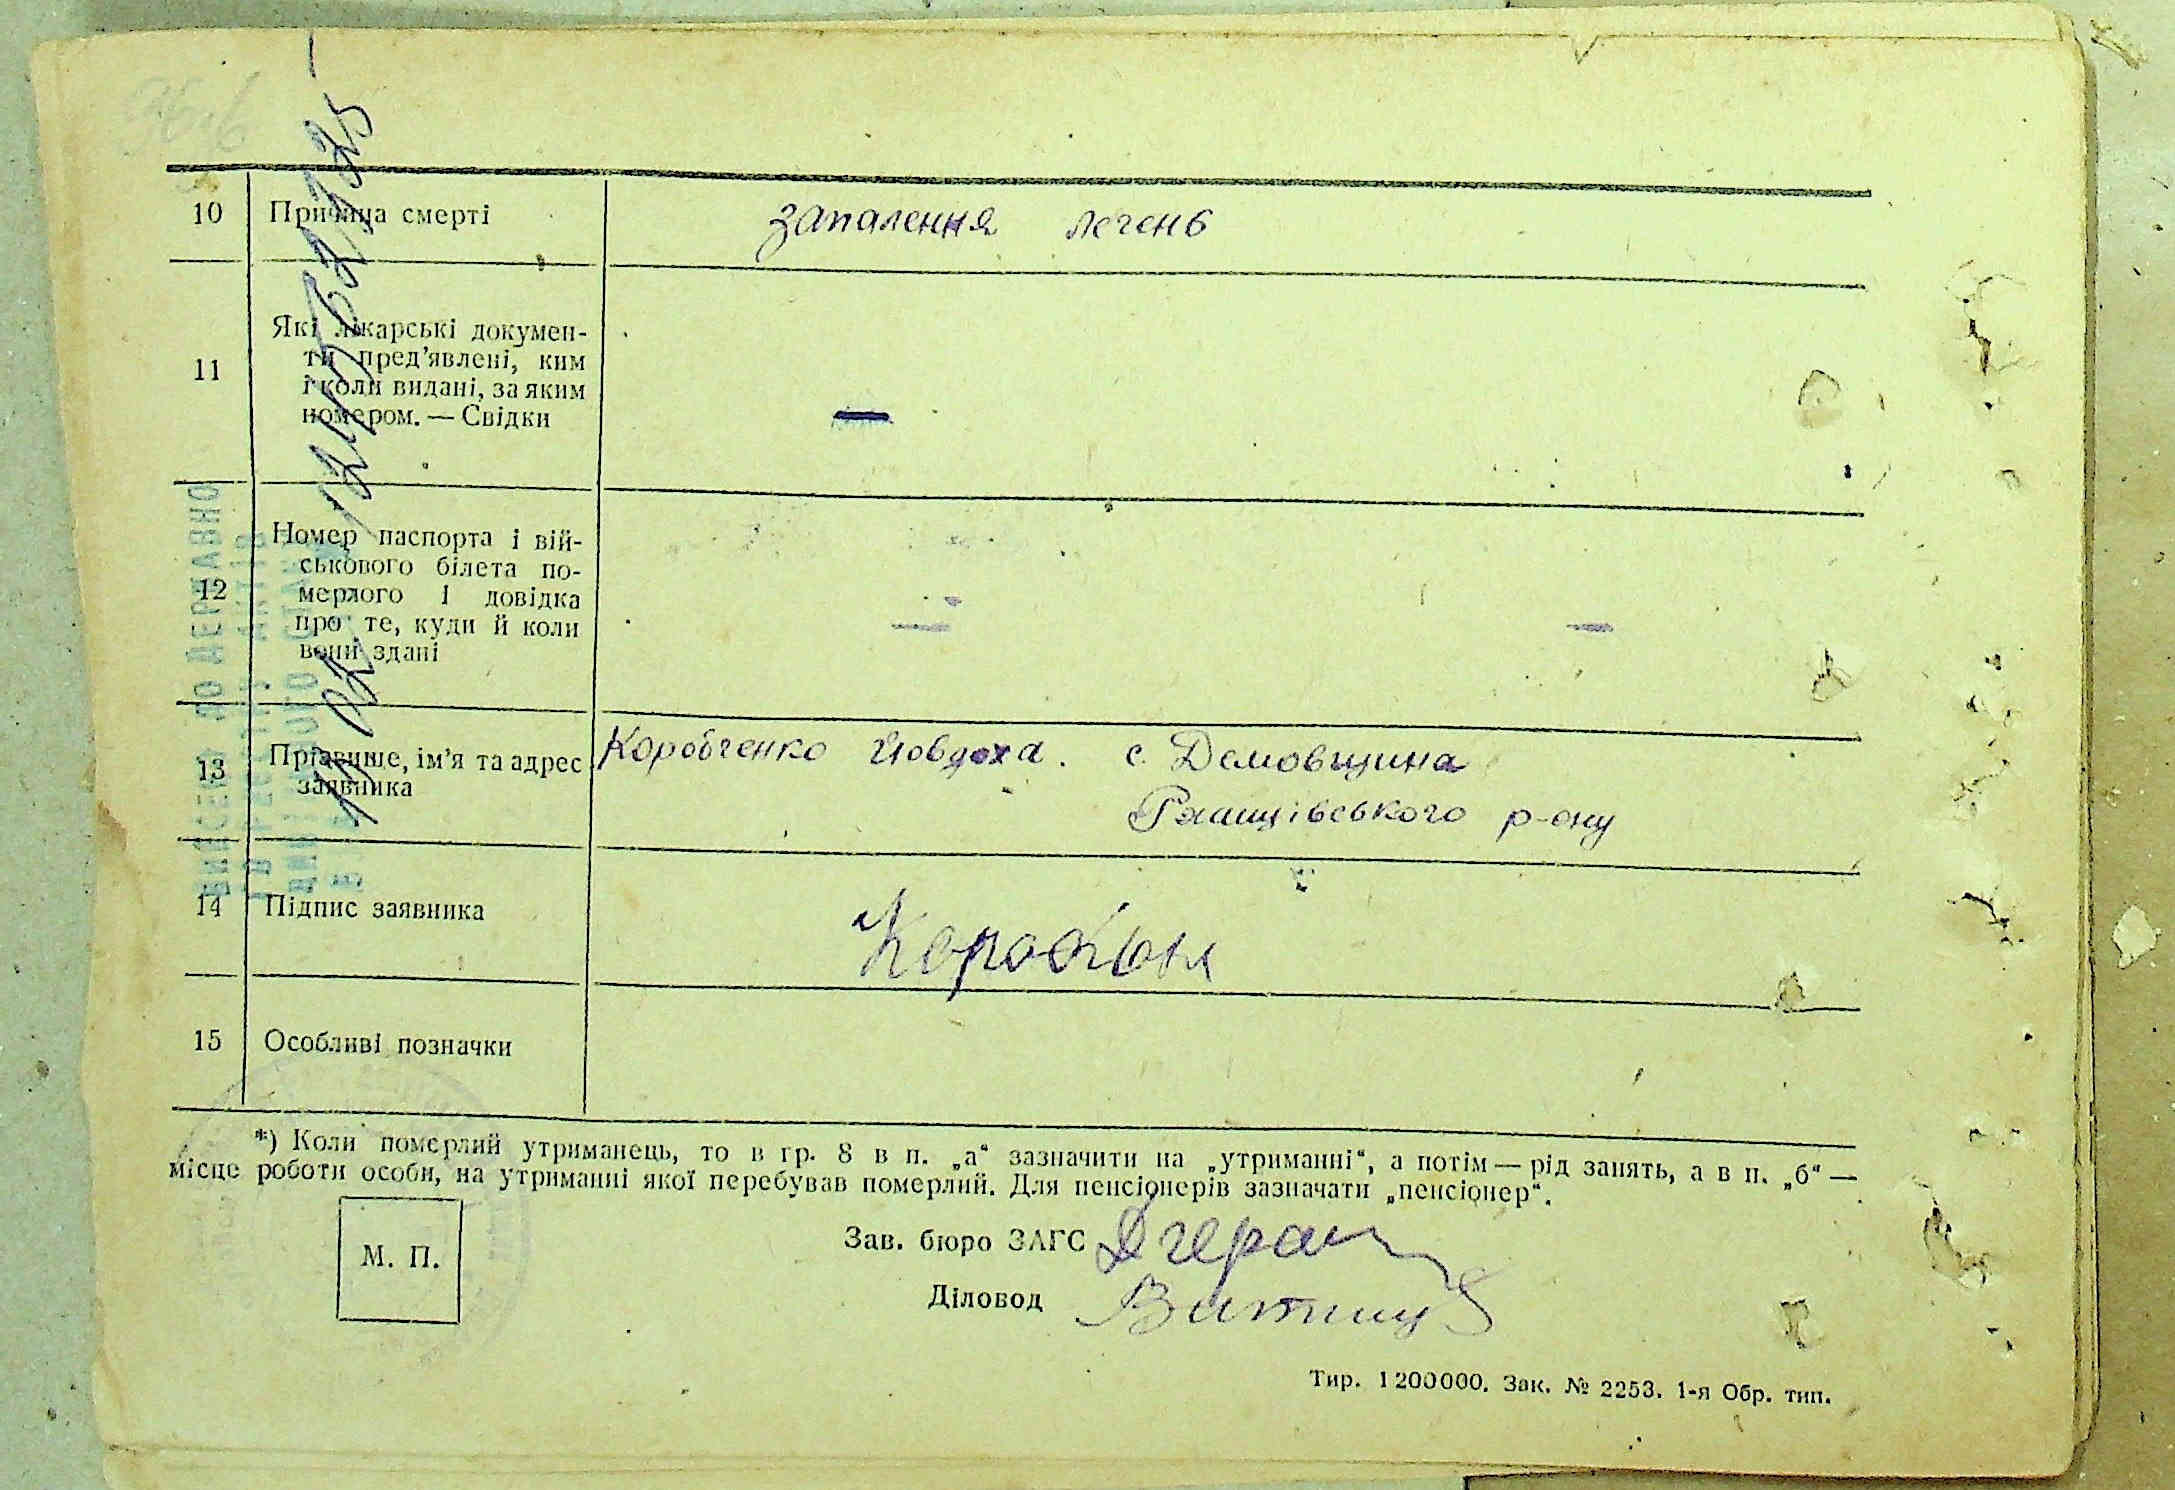 10 Причина смерті запалення легень
11 Які лікарські докумен-
ти пред’явлені, ким
і коли видані, за яким
номером. — Свідки —
12 Номер паспорта і вій-
ськового білета по-
мерлого і довідка
про те, куди й коли
вони здані — —
13 Прізвище, ім’я та адрес
заявника
Коробченко Йовдоха. с. Демовщина
Ржищівського р-ону
14 Підпис заявника
15 Особливі позначки
*) Коли померлий утриманець, то в гр. 8 в п. „а“ зазначити на „утриманні“, а потім — рід занять, а в п. „б“ —
місце роботи особи, на утриманні якої перебував померлий. Для пенсіонерів зазначати „пенсіонер“.
М. П.
Зав. бюро ЗАГС
Діловод
Тир. 1200000. Зак. № 2253. 1-я Обр. тип.